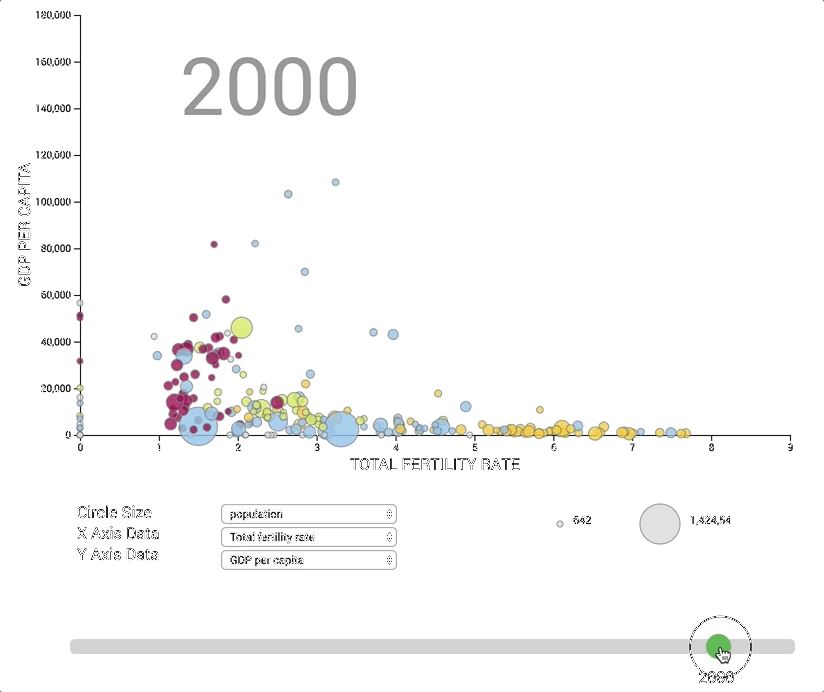 180,000
160,000
2000
140,000
120,000
100,000
80,000
60,000
40,000
20,000
0
GDP PER CAPITA
0 1 2 3 4 5 6 7 8 9
TOTAL FERTILITY RATE
Circle Size population
X Axis Data Total fertility rate
Y Axis Data GDP per capita
642 1,424,54
2000